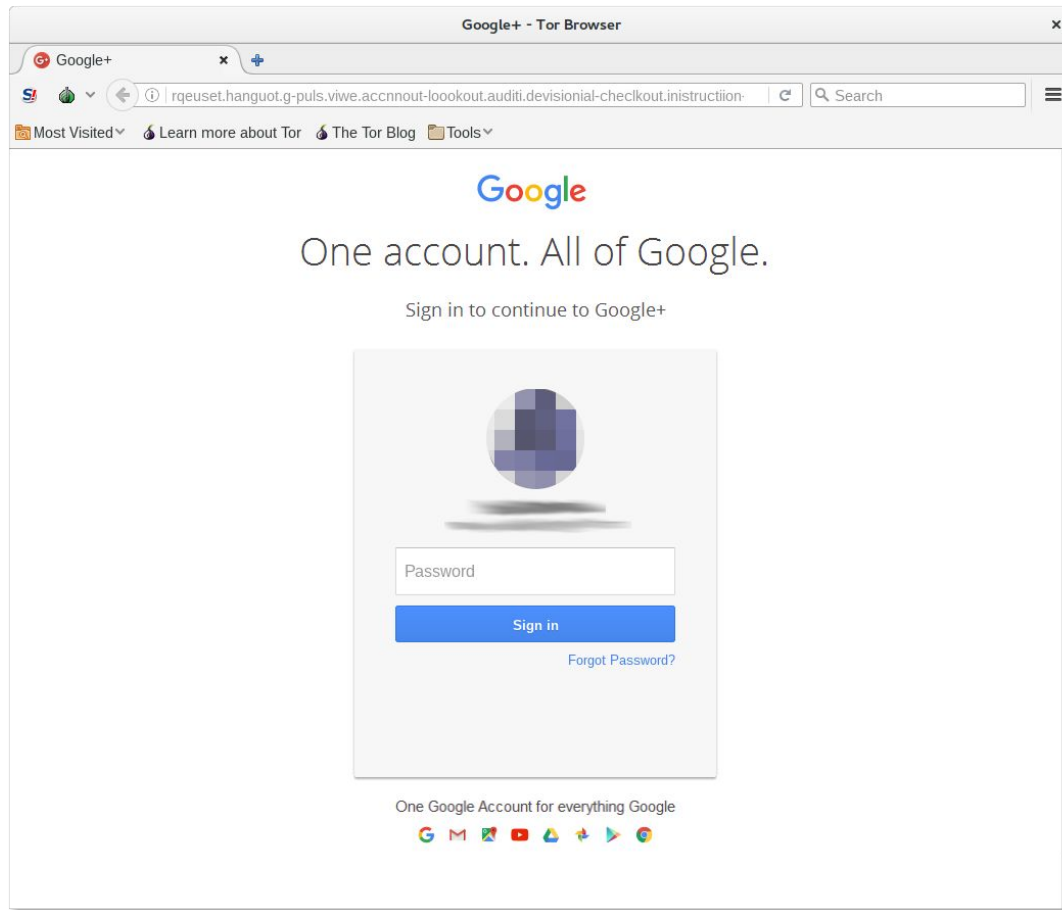 Google+ - Tor Browser
Google+
rqeuset.hanguot.g-puls.viwe.accnnout-loookout.auditi.devisionial-checlkout.inistructiion-
Search
Most Visited Learn more about Tor The Tor Blog Tools
Google
One account. All of Google.
Sign in to continue to Google+
Password
Sign in
Forgot Password?
One Google Account for everything Google